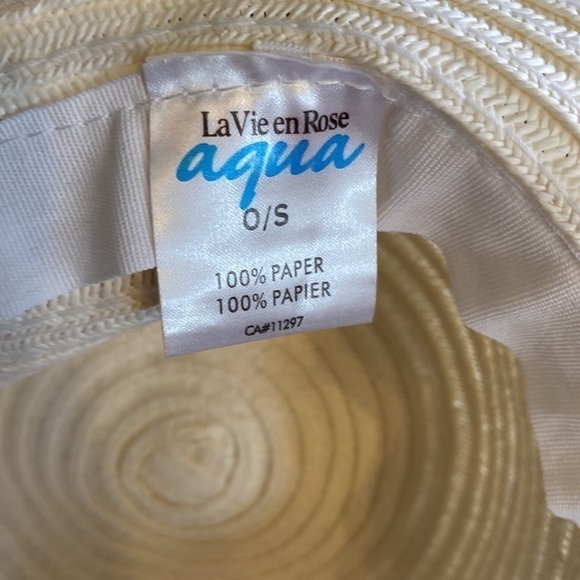 La Vie en Rose
aqua
O/S
100% PAPER
100% PAPIER
CA#11297